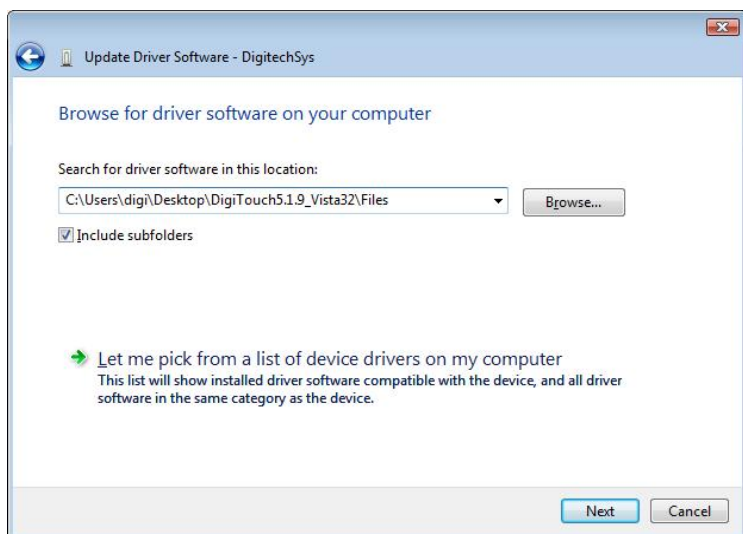 Update Driver Software - DigitechSys
Browse for driver software on your computer
Search for driver software in this location:
C:\Users\digi\Desktop\DigiTouch5.1.9_Vista32\Files
Browse...
Include subfolders
Let me pick from a list of device drivers on my computer
This list will show installed driver software compatible with the device, and all driver
software in the same category as the device.
Next
Cancel